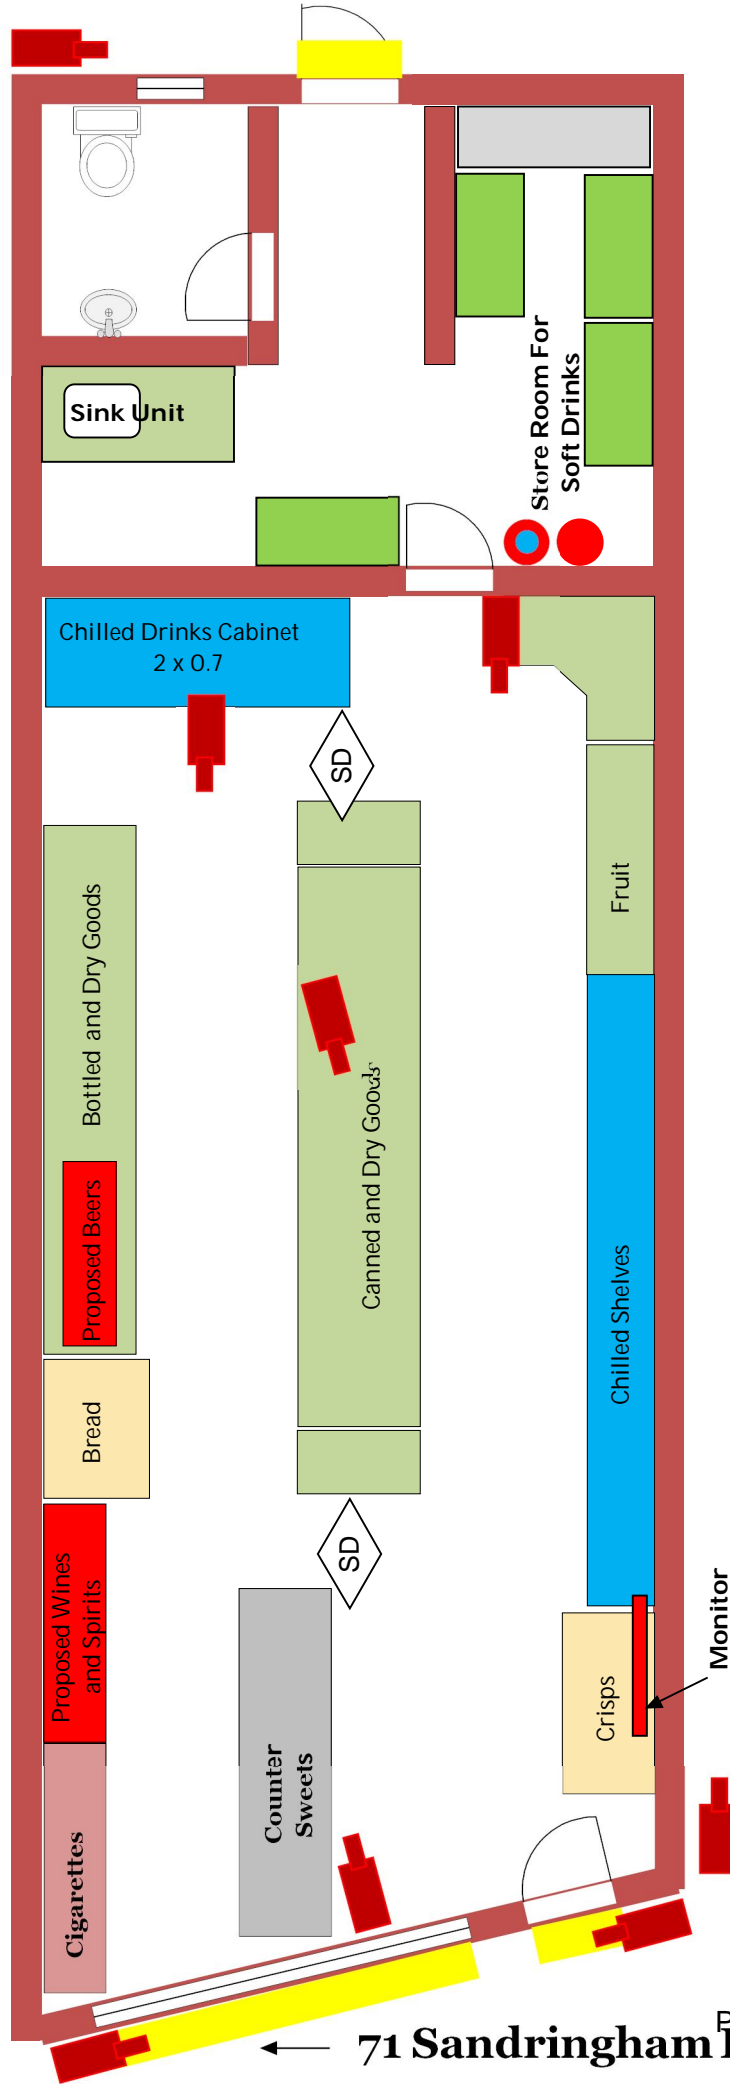 Sink Unit
Store Room For
Soft Drinks
Chilled Drinks Cabinet
2 x 0.7
SD
Fruit
Bottled and Dry Goods
Canned and Dry Goods
Proposed Beers
Chilled Shelves
Bread
SD
Proposed Wines
and Spirits
Monitor
Crisps
Counter
Sweets
Cigarettes
71 Sandringham